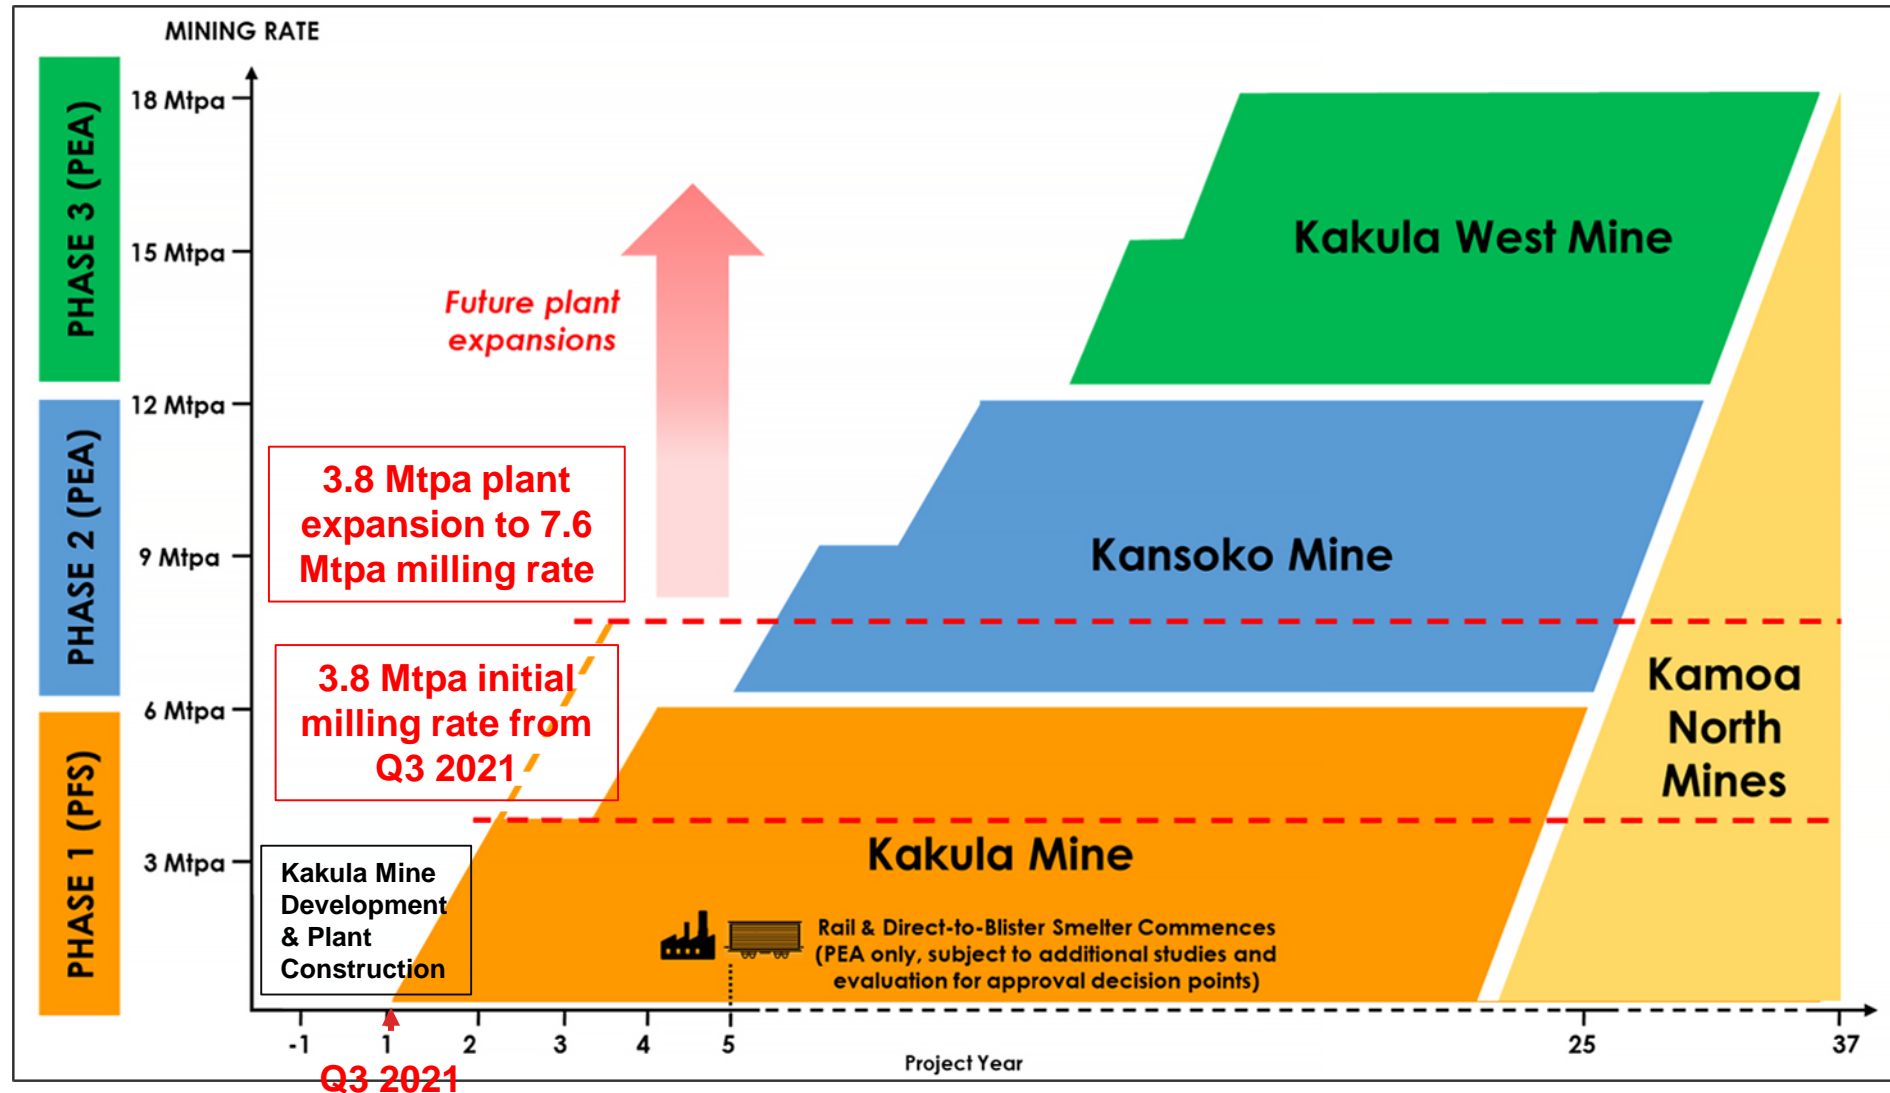 MINING RATE
PHASE 3 (PEA)
PHASE 2 (PEA)
PHASE 1 (PFS)
18 Mtpa
15 Mtpa
12 Mtpa
9 Mtpa
6 Mtpa
3 Mtpa
Future plant
expansions
3.8 Mtpa plant
expansion to 7.6
Mtpa milling rate
3.8 Mtpa initial
milling rate from
Q3 2021
Kakula Mine
Development
& Plant
Construction
Kakula West Mine
Kansoko Mine
Kamoa
North
Mines
Kakula Mine
Rail & Direct-to-Blister Smelter Commences
(PEA only, subject to additional studies and
evaluation for approval decision points)
-1 1 2 3 4 5 25 37
Project Year
Q3 2021